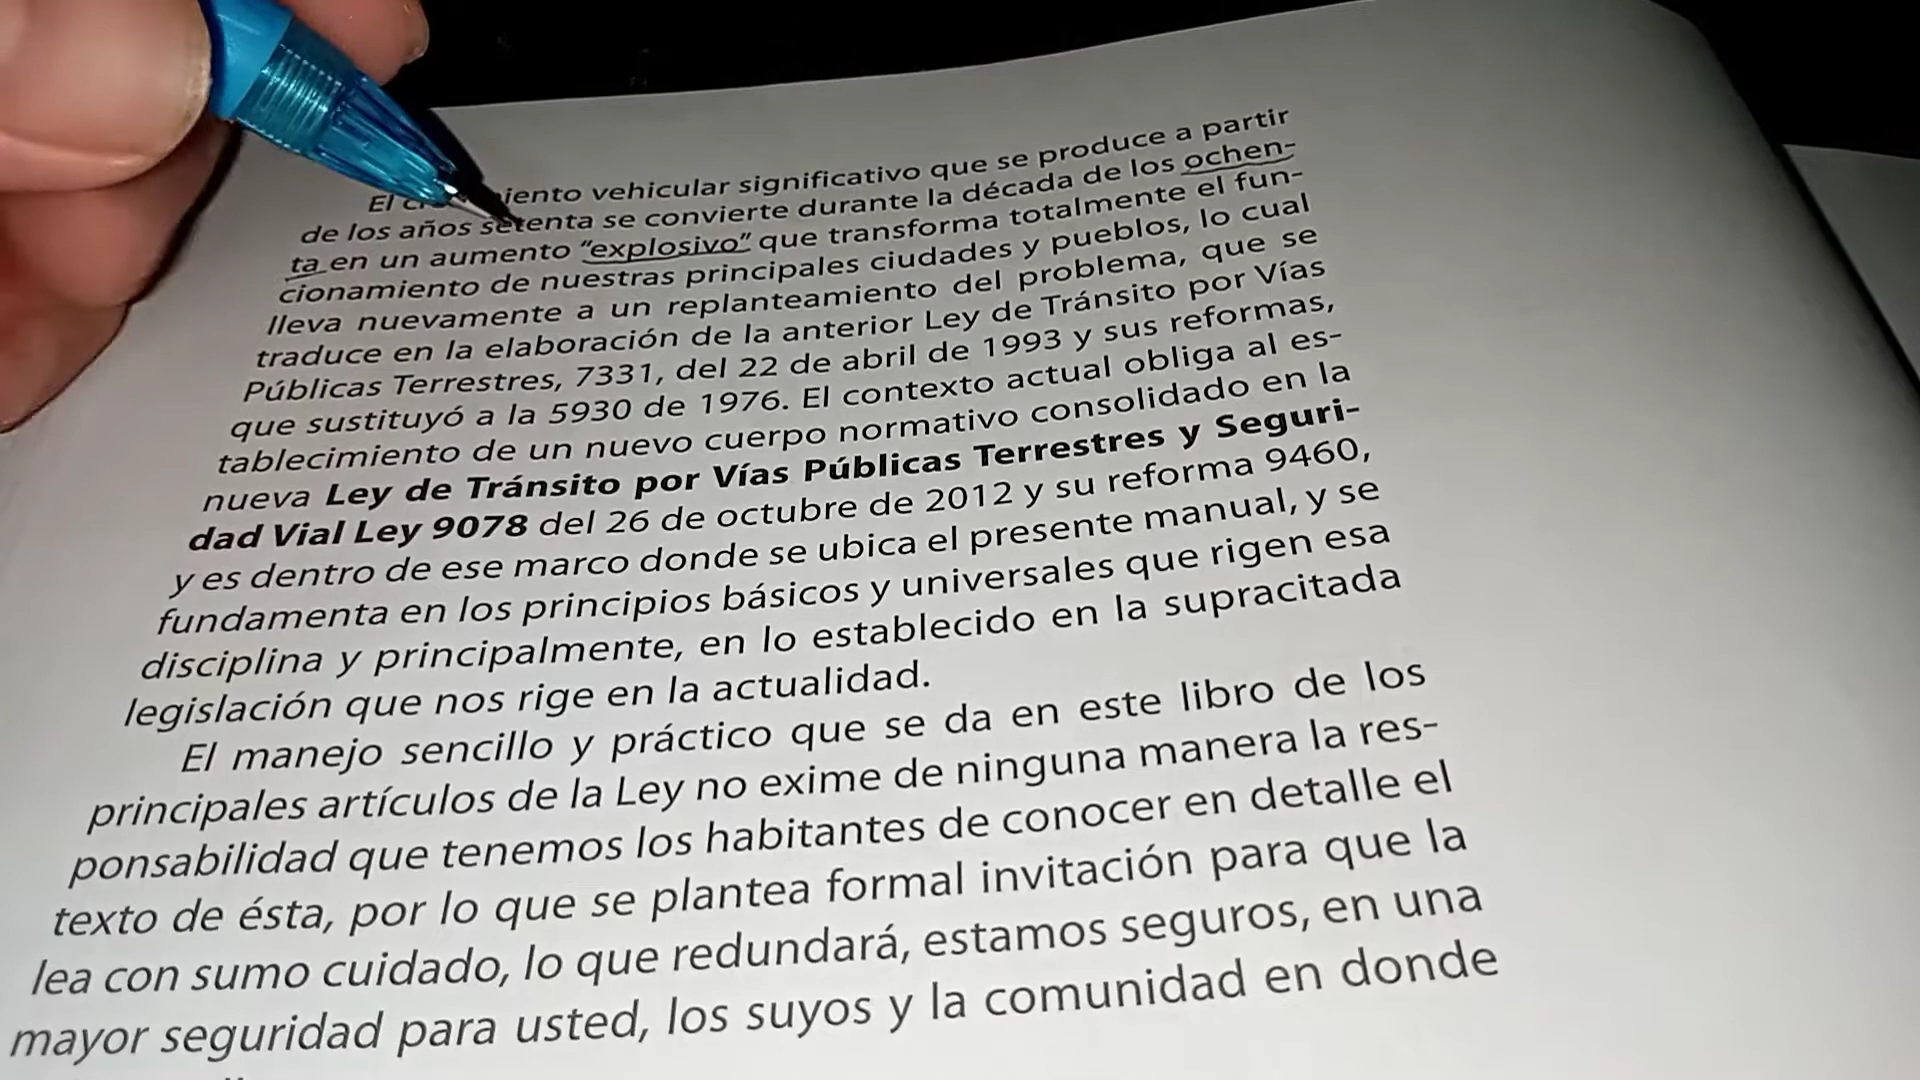 El vehicular significativo que se produce a partir
de los años setenta se convierte durante la década de los ochen-
ta en un aumento “explosivo” que transforma totalmente el fun-
cionamiento de nuestras principales ciudades y pueblos, lo cual
lleva nuevamente a un replanteamiento del problema, que se
traduce en la elaboración de la anterior Ley de Tránsito por Vías
Públicas Terrestres, 7331, del 22 de abril de 1993 y sus reformas,
que sustituyó a la 5930 de 1976. El contexto actual obliga al es-
tablecimiento de un nuevo cuerpo normativo consolidado en la
nueva Ley de Tránsito por Vías Públicas Terrestres y Seguri-
dad Vial Ley 9078 del 26 de octubre de 2012 y su reforma 9460,
y es dentro de ese marco donde se ubica el presente manual, y se
fundamenta en los principios básicos y universales que rigen esa
disciplina y principalmente, en lo establecido en la supracitada
legislación que nos rige en la actualidad.
El manejo sencillo y práctico que se da en este libro de los
principales artículos de la Ley no exime de ninguna manera la res-
ponsabilidad que tenemos los habitantes de conocer en detalle el
texto de ésta, por lo que se plantea formal invitación para que la
lea con sumo cuidado, lo que redundará, estamos seguros, en una
mayor seguridad para usted, los suyos y la comunidad en donde